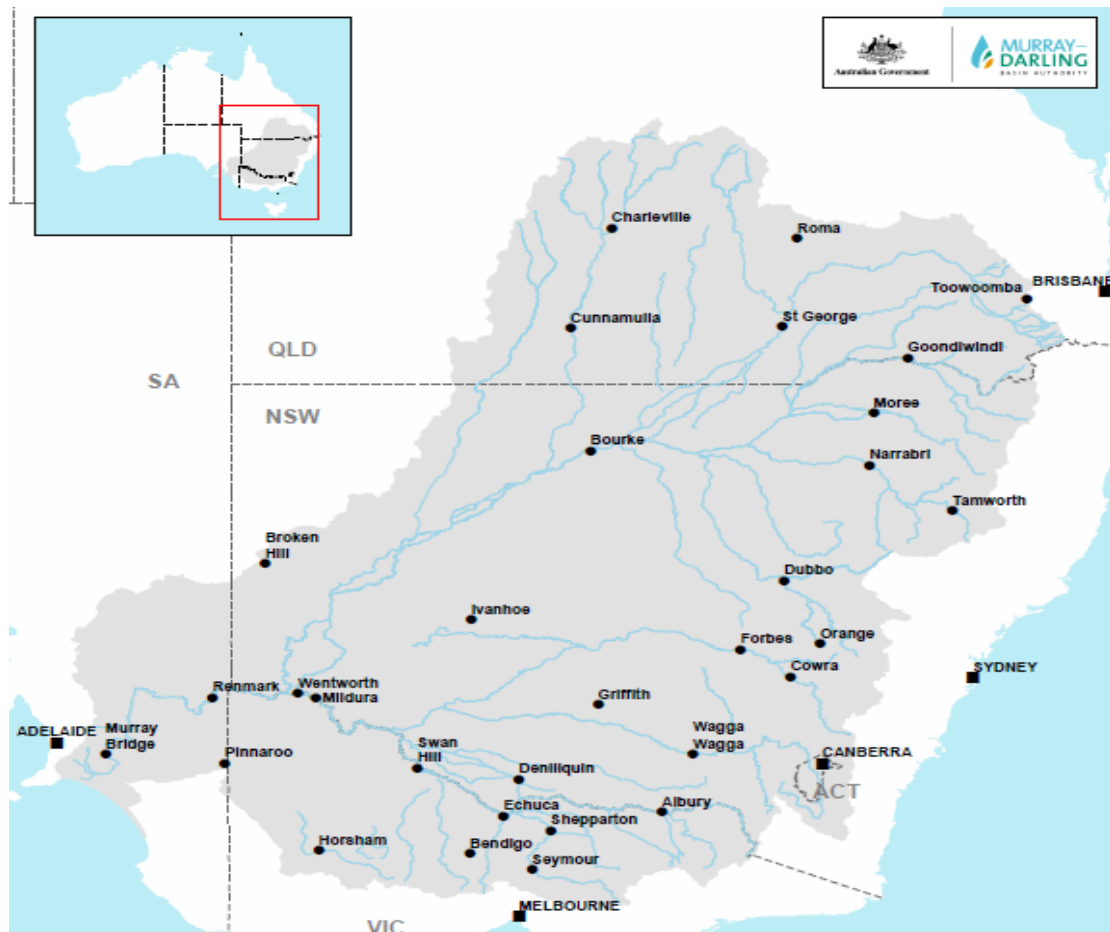 Australian Government
MURRAY–
DARLING
BASIN AUTHORITY
Charleville
Roma
BRISBANE
Toowoomba
Cunnamulla
St George
QLD
Goondiwindi
SA
NSW
Moree
Bourke
Narrabri
Tamworth
Broken
Hill
Dubbo
Ivanhoe
Forbes
Orange
Cowra
SYDNEY
Renmark
Wentworth
Mildura
Griffith
ADELAIDE
Murray
Bridge
Pinnaroo
Swan
Hill
Wagga
Wagga
CANBERRA
Deniliquin
ACT
Echuca
Albury
Shepparton
Horsham
Bendigo
Seymour
MELBOURNE
VIC